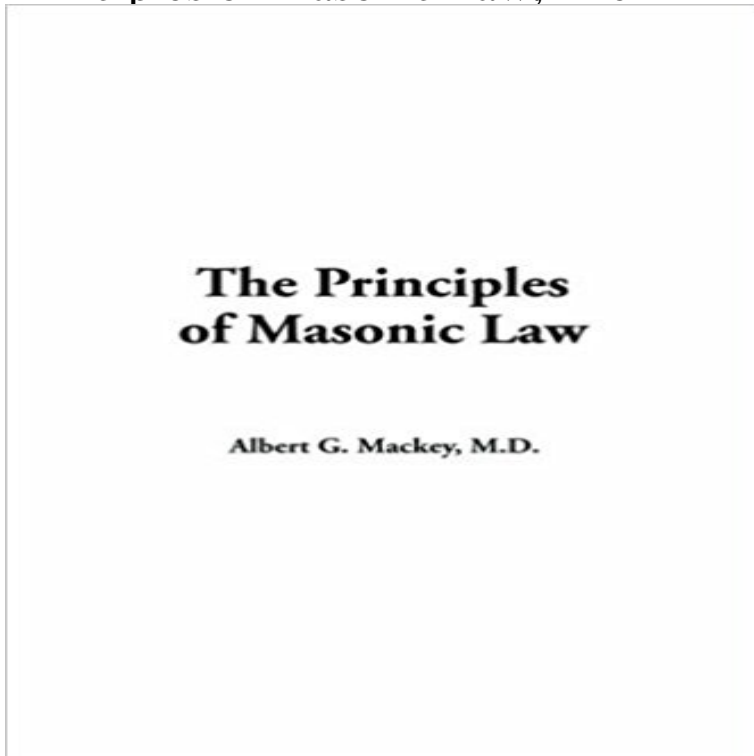 The Principles
of Masonic Law
Albert G. Mackey, M.D.